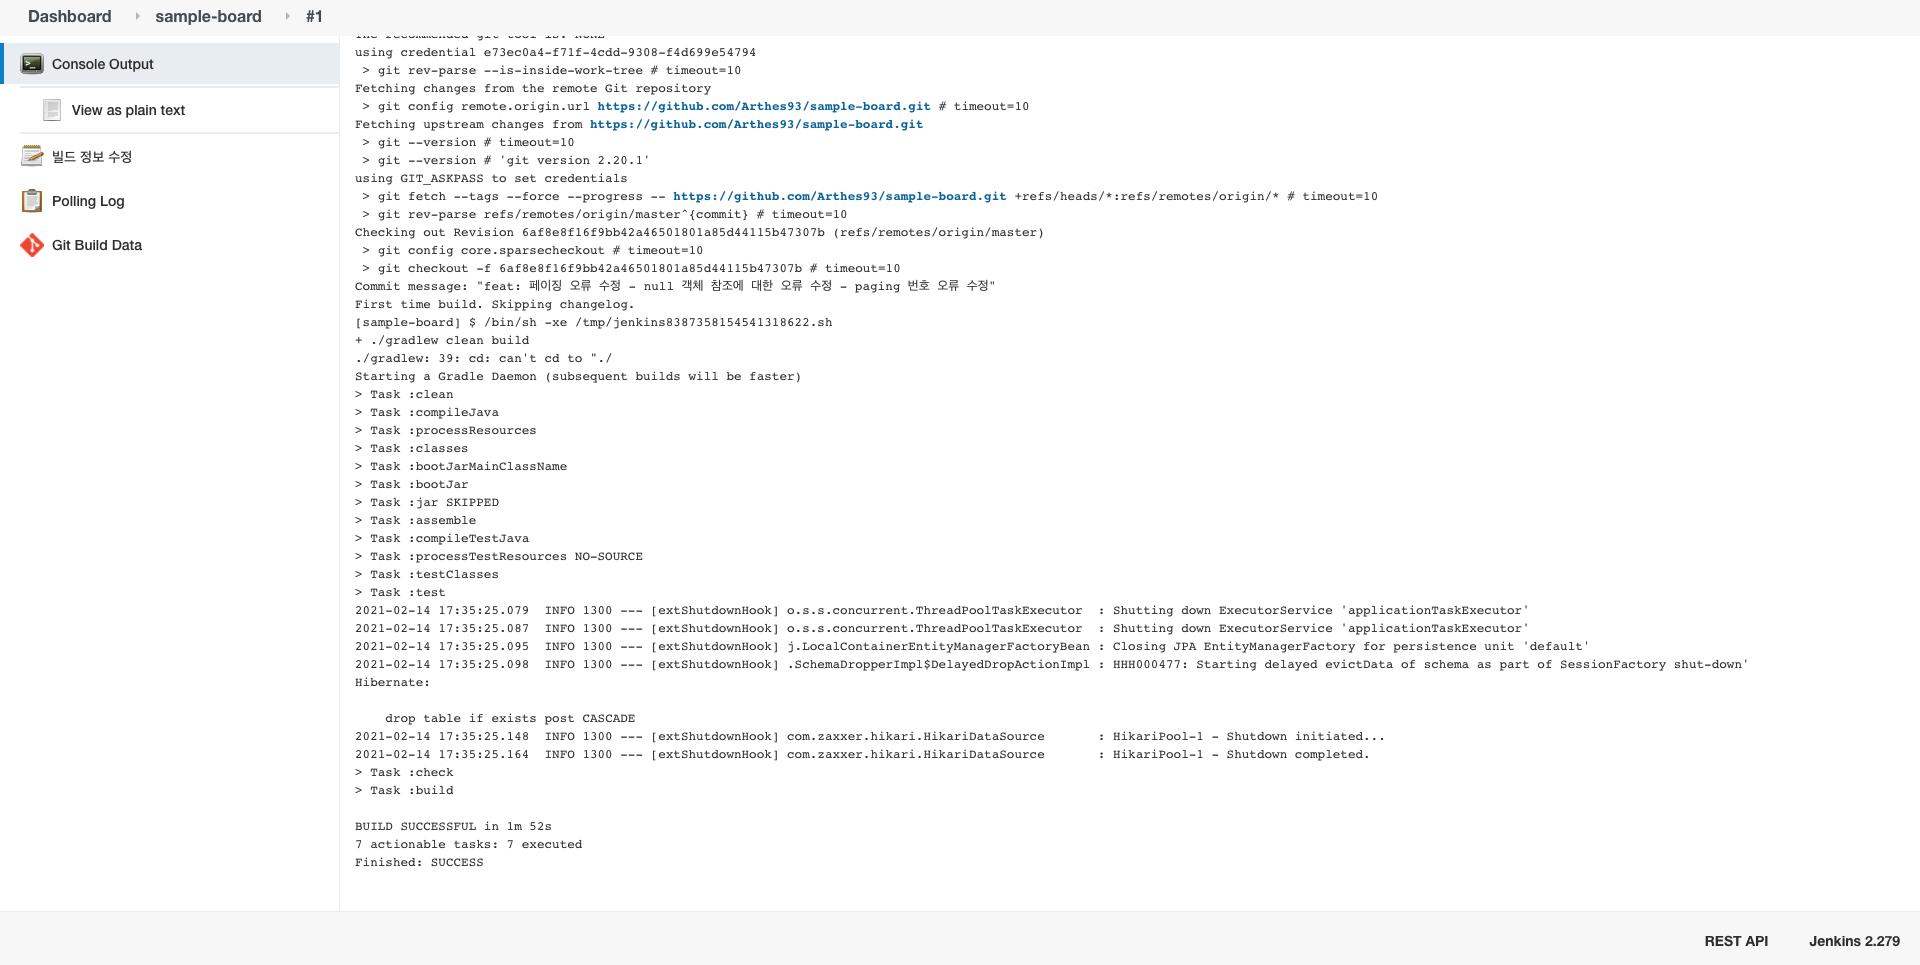 Dashboard sample-board #1
Console Output
View as plain text
빌드 정보 수정
Polling Log
Git Build Data
The recommended git tool is: NONE
using credential e73ec0a4-f71f-4cdd-9308-f4d699e54794
> git rev-parse --is-inside-work-tree # timeout=10
Fetching changes from the remote Git repository
> git config remote.origin.url https://github.com/Arthes93/sample-board.git # timeout=10
Fetching upstream changes from https://github.com/Arthes93/sample-board.git
> git --version # timeout=10
> git --version # 'git version 2.20.1'
using GIT_ASKPASS to set credentials
> git fetch --tags --force --progress -- https://github.com/Arthes93/sample-board.git +refs/heads/*:refs/remotes/origin/* # timeout=10
> git rev-parse refs/remotes/origin/master^{commit} # timeout=10
Checking out Revision 6af8e8f16f9bb42a46501801a85d44115b47307b (refs/remotes/origin/master)
> git config core.sparsecheckout # timeout=10
> git checkout -f 6af8e8f16f9bb42a46501801a85d44115b47307b # timeout=10
Commit message: "feat: 페이징 오류 수정 - null 객체 참조에 대한 오류 수정 - paging 번호 오류 수정"
First time build. Skipping changelog.
[sample-board] $ /bin/sh -xe /tmp/jenkins8387358154541318622.sh
+ ./gradlew clean build
./gradlew: 39: cd: can't cd to "./
Starting a Gradle Daemon (subsequent builds will be faster)
> Task :clean
> Task :compileJava
> Task :processResources
> Task :classes
> Task :bootJarMainClassName
> Task :bootJar
> Task :jar SKIPPED
> Task :assemble
> Task :compileTestJava
> Task :processTestResources NO-SOURCE
> Task :testClasses
> Task :test
2021-02-14 17:35:25.079  INFO 1300 --- [extShutdownHook] o.s.s.concurrent.ThreadPoolTaskExecutor  : Shutting down ExecutorService 'applicationTaskExecutor'
2021-02-14 17:35:25.087  INFO 1300 --- [extShutdownHook] o.s.s.concurrent.ThreadPoolTaskExecutor  : Shutting down ExecutorService 'applicationTaskExecutor'
2021-02-14 17:35:25.095  INFO 1300 --- [extShutdownHook] j.LocalContainerEntityManagerFactoryBean : Closing JPA EntityManagerFactory for persistence unit 'default'
2021-02-14 17:35:25.098  INFO 1300 --- [extShutdownHook] .SchemaDropperImpl$DelayedDropActionImpl : HHH000477: Starting delayed evictData of schema as part of SessionFactory shut-down'
Hibernate:
drop table if exists post CASCADE
2021-02-14 17:35:25.148  INFO 1300 --- [extShutdownHook] com.zaxxer.hikari.HikariDataSource       : HikariPool-1 - Shutdown initiated...
2021-02-14 17:35:25.164  INFO 1300 --- [extShutdownHook] com.zaxxer.hikari.HikariDataSource       : HikariPool-1 - Shutdown completed.
> Task :check
> Task :build
BUILD SUCCESSFUL in 1m 52s
7 actionable tasks: 7 executed
Finished: SUCCESS
REST API Jenkins 2.279